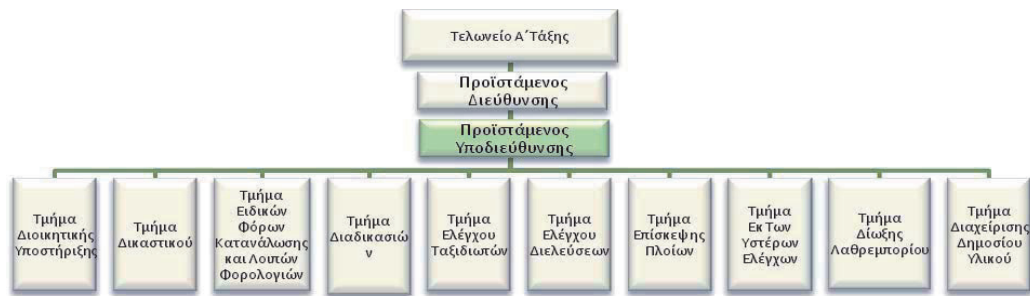 Τελωνείο Α΄Τάξης
Προϊστάμενος
Διεύθυνσης
Προϊστάμενος
Υποδιεύθυνσης
Τμήμα
Διοικητικής
Υποστήριξης
Τμήμα
Δικαστικού
Τμήμα
Ειδικών
Φόρων
Κατανάλωσης
και Λοιπών
Φορολογιών
Τμήμα
Διαδικασιώ
ν
Τμήμα
Ελέγχου
Ταξιδιωτών
Τμήμα
Ελέγχου
Διελεύσεων
Τμήμα
Επίσκεψης
Πλοίων
Τμήμα
Εκ Των
Υστέρων
Ελέγχων
Τμήμα
Δίωξης
Λαθρεμπορίου
Τμήμα
Διαχείρισης
Δημοσίου
Υλικού